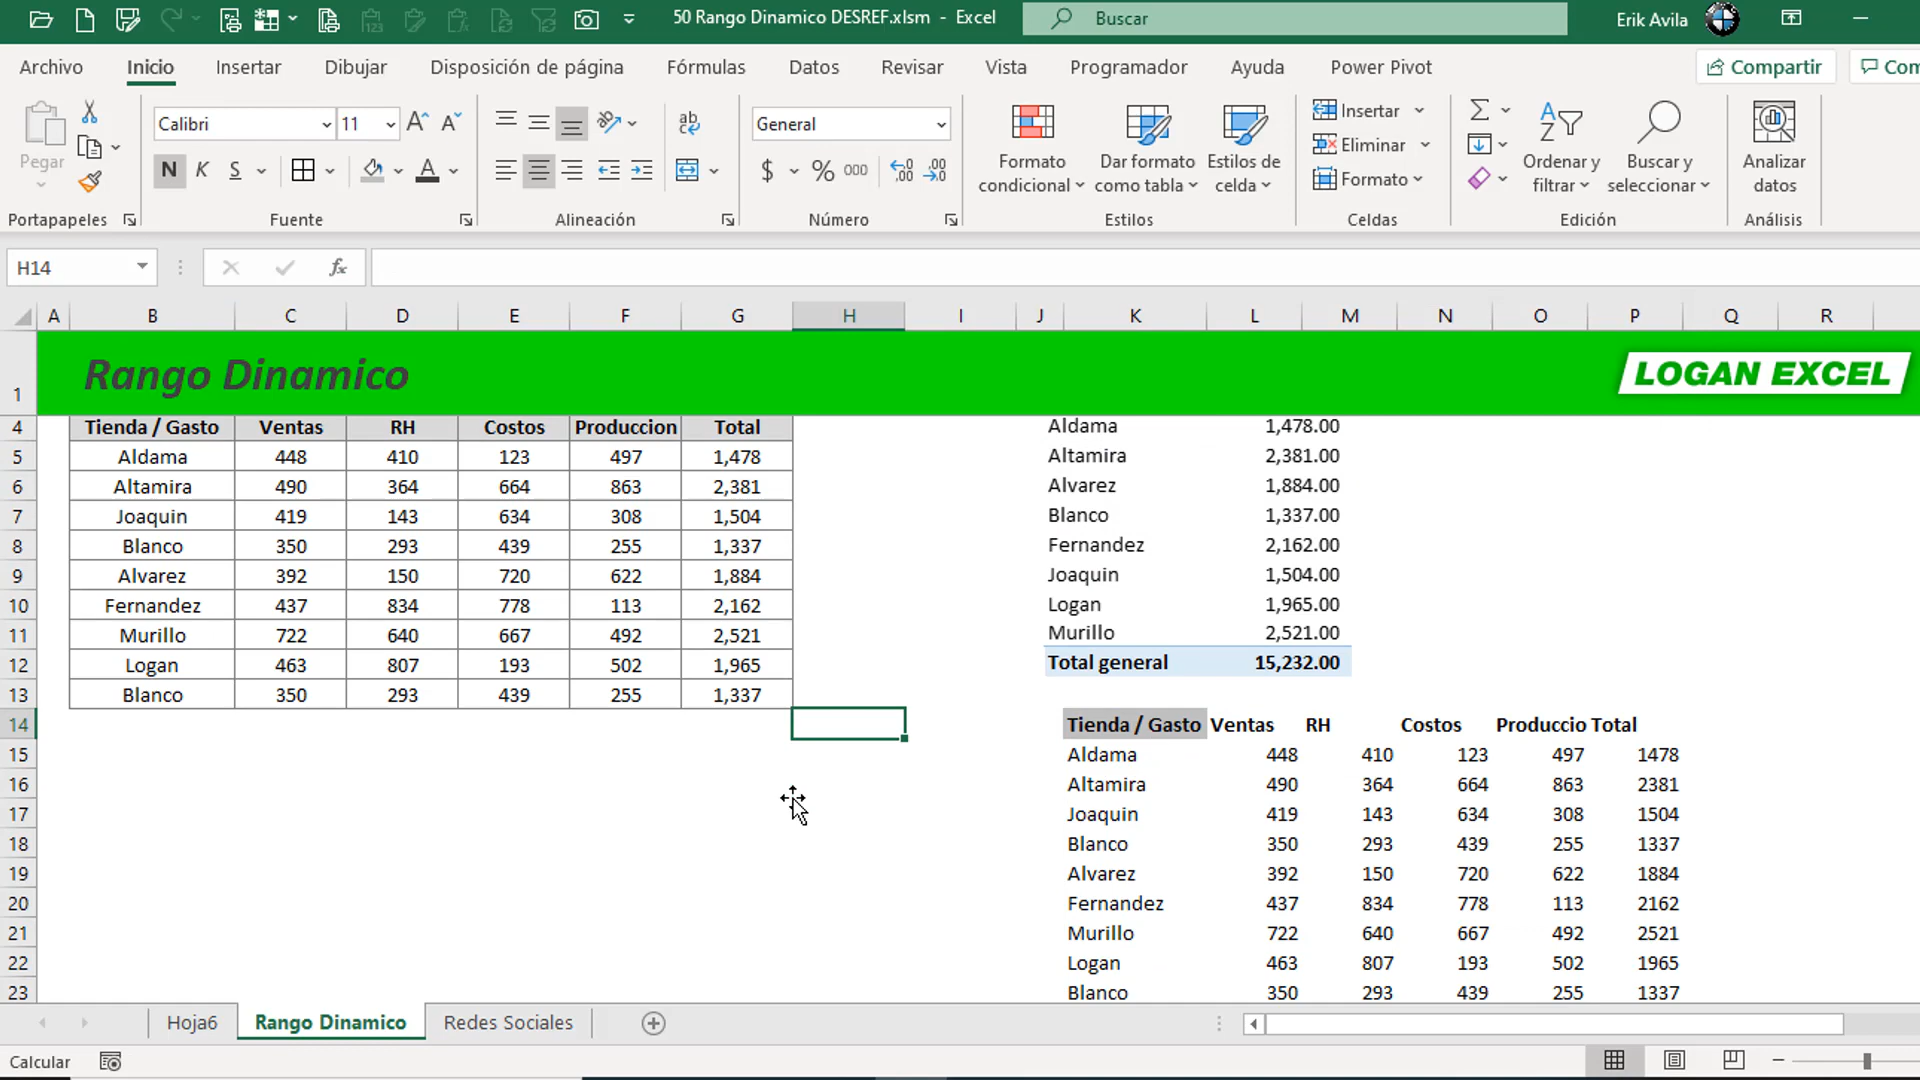 50 Rango Dinamico DESREF.xlsm - Excel
Buscar
Erik Avila
Archivo Inicio Insertar Dibujar Disposición de página Fórmulas Datos Revisar Vista Programador Ayuda Power Pivot Compartir Com
Pegar
Portapapeles
Calibri 11
N K S
Fuente
ab
Alineación
General
$ % 000
Número
Formato condicional
Dar formato como tabla
Estilos de celda
Estilos
Insertar
Eliminar
Formato
Celdas
Ordenar y filtrar
Buscar y seleccionar
Edición
Analizar datos
Análisis
H14
fx
A B C D E F G H I J K L M N O P Q R
1 Rango Dinamico LOGAN EXCEL
4 Tienda / Gasto Ventas RH Costos Produccion Total Aldama 1,478.00
5 Aldama 448 410 123 497 1,478 Altamira 2,381.00
6 Altamira 490 364 664 863 2,381 Alvarez 1,884.00
7 Joaquin 419 143 634 308 1,504 Blanco 1,337.00
8 Blanco 350 293 439 255 1,337 Fernandez 2,162.00
9 Alvarez 392 150 720 622 1,884 Joaquin 1,504.00
10 Fernandez 437 834 778 113 2,162 Logan 1,965.00
11 Murillo 722 640 667 492 2,521 Murillo 2,521.00
12 Logan 463 807 193 502 1,965 Total general 15,232.00
13 Blanco 350 293 439 255 1,337
14 Tienda / Gasto Ventas RH Costos Produccio Total
15 Aldama 448 410 123 497 1478
16 Altamira 490 364 664 863 2381
17 Joaquin 419 143 634 308 1504
18 Blanco 350 293 439 255 1337
19 Alvarez 392 150 720 622 1884
20 Fernandez 437 834 778 113 2162
21 Murillo 722 640 667 492 2521
22 Logan 463 807 193 502 1965
23 Blanco 350 293 439 255 1337
Hoja6 Rango Dinamico Redes Sociales
Calcular